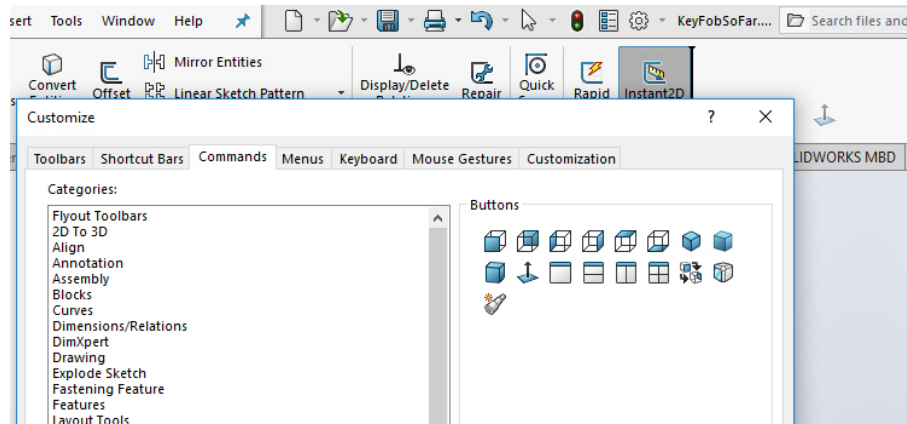 sert Tools Window Help KeyFobSoFar.... Search files and
Mirror Entities
Convert Offset Linear Sketch Pattern Display/Delete Repair Quick Rapid Instant2D
Customize ?
Toolbars Shortcut Bars Commands Menus Keyboard Mouse Gestures Customization LIDWORKS MBD
Categories:
Buttons
Flyout Toolbars
2D To 3D
Align
Annotation
Assembly
Blocks
Curves
Dimensions/Relations
DimXpert
Drawing
Explode Sketch
Fastening Feature
Features
Layout Tools